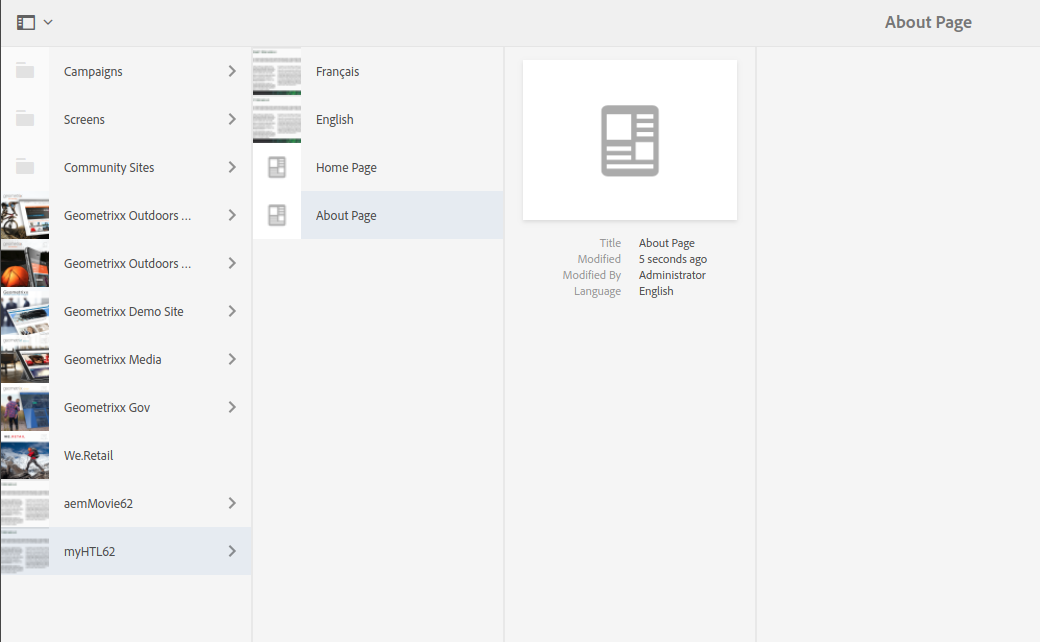 About Page
Campaigns
Screens
Community Sites
Geometrixx Outdoors ...
Geometrixx Outdoors ...
Geometrixx Demo Site
Geometrixx Media
Geometrixx Gov
We.Retail
aemMovie62
myHTL62
Français
English
Home Page
About Page
Title About Page
Modified 5 seconds ago
Modified By Administrator
Language English